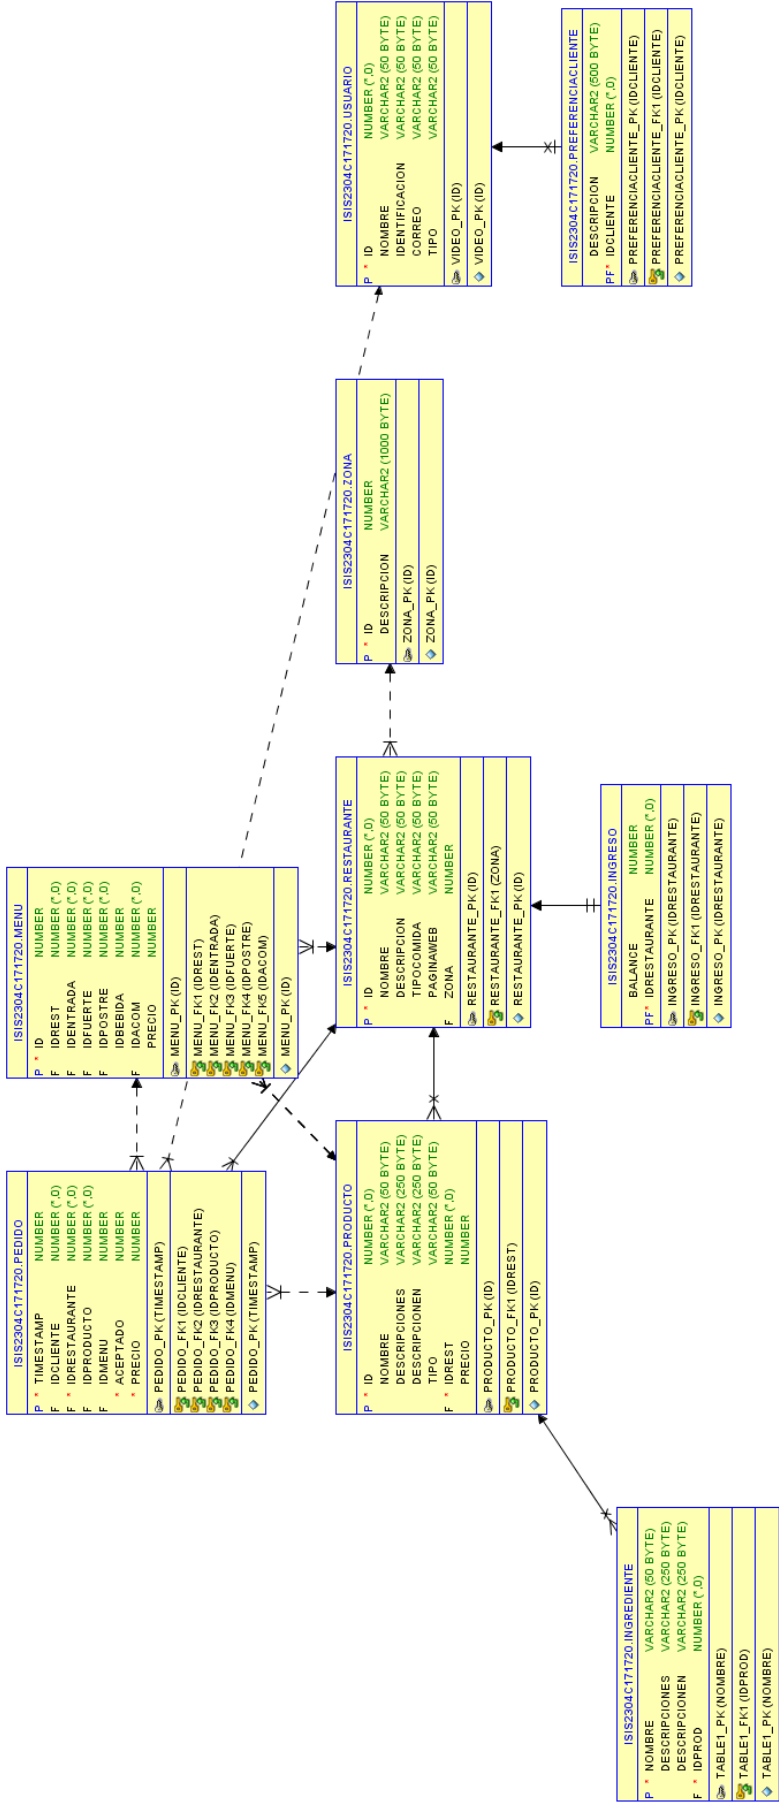 ISIS2304C171720.PEDIDO
P * TIMESTAMP NUMBER
F IDCLIENTE NUMBER (*,0)
F * IDRESTAURANTE NUMBER (*,0)
F IDPRODUCTO NUMBER (*,0)
F IDMENU NUMBER
* ACEPTADO NUMBER
* PRECIO NUMBER
PEDIDO_PK (TIMESTAMP)
PEDIDO_FK1 (IDCLIENTE)
PEDIDO_FK2 (IDRESTAURANTE)
PEDIDO_FK3 (IDPRODUCTO)
PEDIDO_FK4 (IDMENU)
PEDIDO_PK (TIMESTAMP)
ISIS2304C171720.MENU
P * ID NUMBER
F IDREST NUMBER (*,0)
F IDENTRADA NUMBER (*,0)
F IDFUERTE NUMBER (*,0)
F IDPOSTRE NUMBER (*,0)
IDBEBIDA NUMBER
F IDACOM NUMBER (*,0)
PRECIO NUMBER
MENU_PK (ID)
MENU_FK1 (IDREST)
MENU_FK2 (IDENTRADA)
MENU_FK3 (IDFUERTE)
MENU_FK4 (IDPOSTRE)
MENU_FK5 (IDACOM)
MENU_PK (ID)
ISIS2304C171720.PRODUCTO
P * ID NUMBER (*,0)
NOMBRE VARCHAR2 (50 BYTE)
DESCRIPCIONES VARCHAR2 (250 BYTE)
DESCRIPCIONEN VARCHAR2 (250 BYTE)
TIPO VARCHAR2 (50 BYTE)
F * IDREST NUMBER (*,0)
PRECIO NUMBER
PRODUCTO_PK (ID)
PRODUCTO_FK1 (IDREST)
PRODUCTO_PK (ID)
ISIS2304C171720.RESTAURANTE
P * ID NUMBER (*,0)
NOMBRE VARCHAR2 (50 BYTE)
DESCRIPCION VARCHAR2 (50 BYTE)
TIPOCOMIDA VARCHAR2 (50 BYTE)
PAGINAWEB VARCHAR2 (50 BYTE)
F ZONA NUMBER
RESTAURANTE_PK (ID)
RESTAURANTE_FK1 (ZONA)
RESTAURANTE_PK (ID)
ISIS2304C171720.ZONA
P * ID NUMBER
DESCRIPCION VARCHAR2 (1000 BYTE)
ZONA_PK (ID)
ZONA_PK (ID)
ISIS2304C171720.USUARIO
P * ID NUMBER (*,0)
NOMBRE VARCHAR2 (50 BYTE)
IDENTIFICACION VARCHAR2 (50 BYTE)
CORREO VARCHAR2 (50 BYTE)
TIPO VARCHAR2 (50 BYTE)
VIDEO_PK (ID)
VIDEO_PK (ID)
ISIS2304C171720.INGREDIENTE
P * NOMBRE VARCHAR2 (50 BYTE)
DESCRIPCIONES VARCHAR2 (250 BYTE)
DESCRIPCIONEN VARCHAR2 (250 BYTE)
F * IDPROD NUMBER (*,0)
TABLE1_PK (NOMBRE)
TABLE1_FK1 (IDPROD)
TABLE1_PK (NOMBRE)
ISIS2304C171720.INGRESO
BALANCE NUMBER
PF* IDRESTAURANTE NUMBER (*,0)
INGRESO_PK (IDRESTAURANTE)
INGRESO_FK1 (IDRESTAURANTE)
INGRESO_PK (IDRESTAURANTE)
ISIS2304C171720.PREFERENCIACLIENTE
DESCRIPCION VARCHAR2 (500 BYTE)
PF* IDCLIENTE NUMBER (*,0)
PREFERENCIACLIENTE_PK (IDCLIENTE)
PREFERENCIACLIENTE_FK1 (IDCLIENTE)
PREFERENCIACLIENTE_PK (IDCLIENTE)